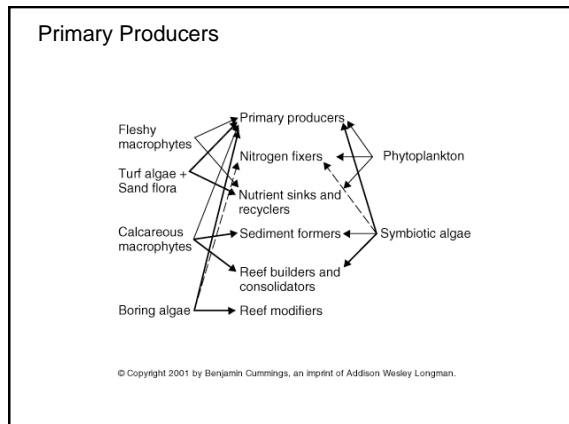 Primary Producers
Fleshy
macrophytes
Turf algae +
Sand flora
Calcareous
macrophytes
Boring algae
Primary producers
Nitrogen fixers
Nutrient sinks and
recyclers
Sediment formers
Reef builders and
consolidators
Reef modifiers
Phytoplankton
Symbiotic algae
© Copyright 2001 by Benjamin Cummings, an imprint of Addison Wesley Longman.